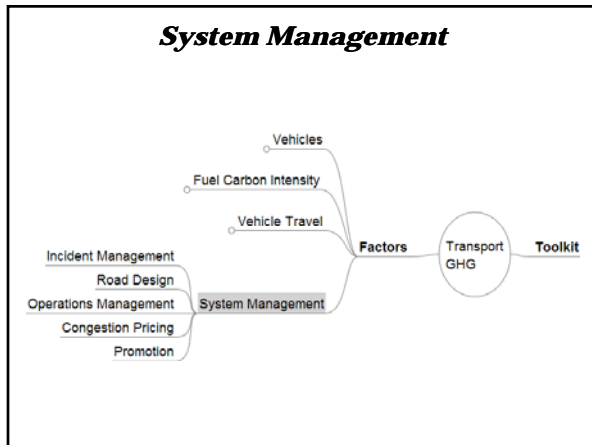 System Management
Vehicles
Fuel Carbon Intensity
Vehicle Travel
Factors
Transport
GHG
Toolkit
Incident Management
Road Design
Operations Management
System Management
Congestion Pricing
Promotion